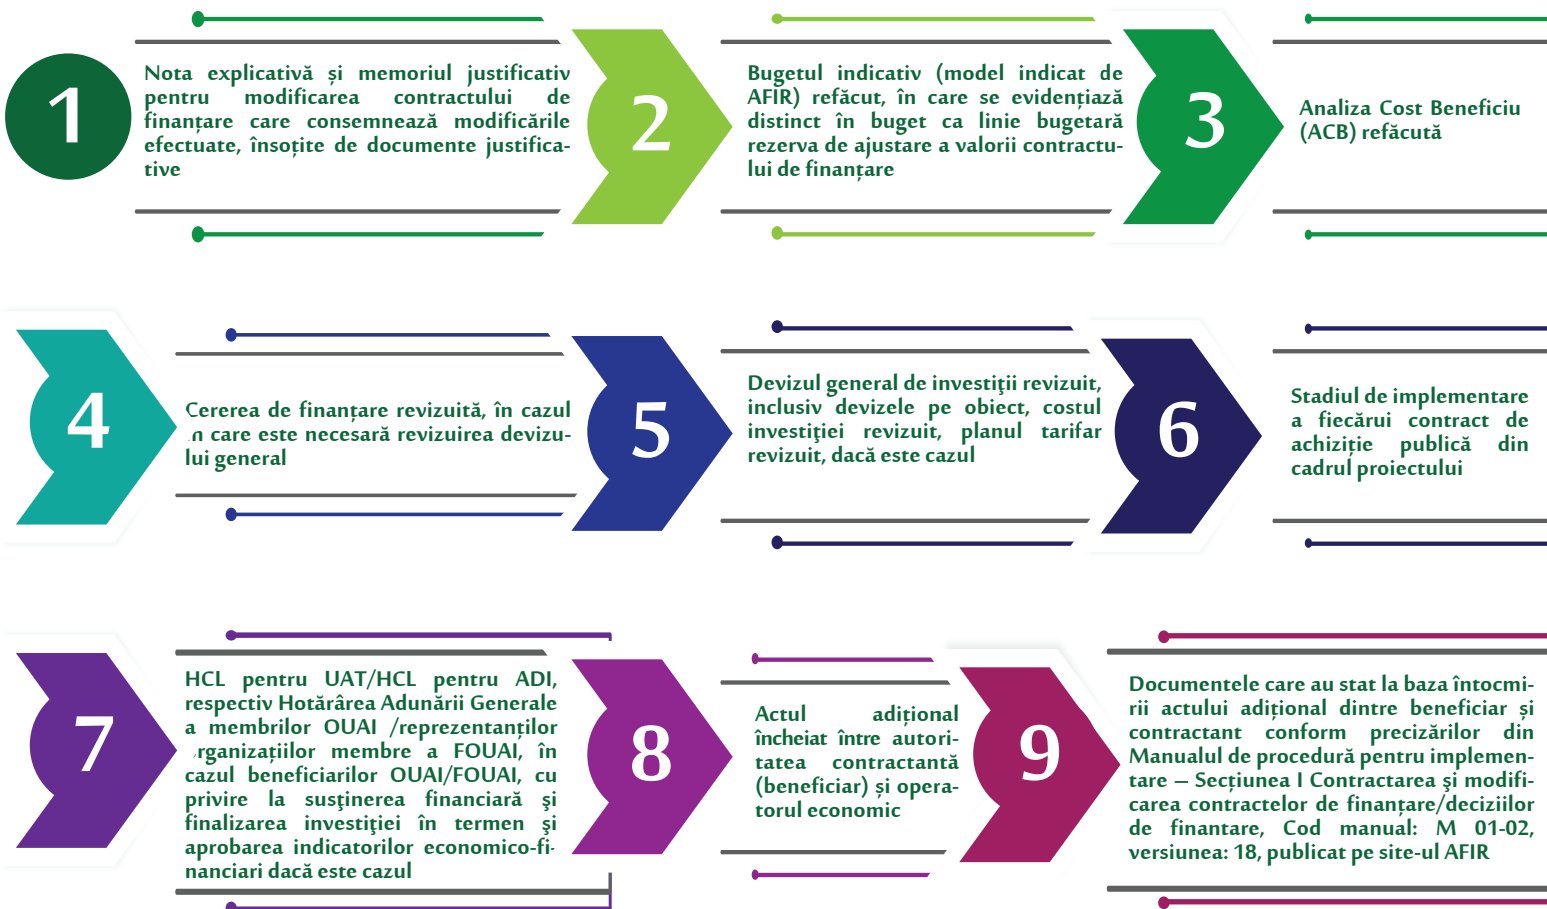 1
Nota explicativă și memoriul justificativ
pentru modificarea contractului de
finanțare care consemnează modificările
efectuate, însoțite de documente justifica-
tive
2
Bugetul indicativ (model indicat de
AFIR) refăcut, în care se evidențiază
distinct în buget ca linie bugetară
rezerva de ajustare a valorii contractu-
lui de finanțare
3
Analiza Cost Beneficiu
(ACB) refăcută
4
Cererea de finanțare revizuită, în cazul
în care este necesară revizuirea devizu-
lui general
5
Devizul general de investiţii revizuit,
inclusiv devizele pe obiect, costul
investiţiei revizuit, planul tarifar
revizuit, dacă este cazul
6
Stadiul de implementare
a fiecărui contract de
achiziție publică din
cadrul proiectului
7
HCL pentru UAT/HCL pentru ADI,
respectiv Hotărârea Adunării Generale
a membrilor OUAI /reprezentanților
organizațiilor membre a FOUAI, în
cazul beneficiarilor OUAI/FOUAI, cu
privire la susţinerea financiară şi
finalizarea investiţiei în termen şi
aprobarea indicatorilor economico-fi-
nanciari dacă este cazul
8
Actul adițional
încheiat între autori-
tatea contractantă
(beneficiar) și opera-
torul economic
9
Documentele care au stat la baza întocmi-
rii actului adițional dintre beneficiar și
contractant conform precizărilor din
Manualul de procedură pentru implemen-
tare – Secțiunea I Contractarea şi modifi-
carea contractelor de finanțare/deciziilor
de finantare, Cod manual: M 01-02,
versiunea: 18, publicat pe site-ul AFIR